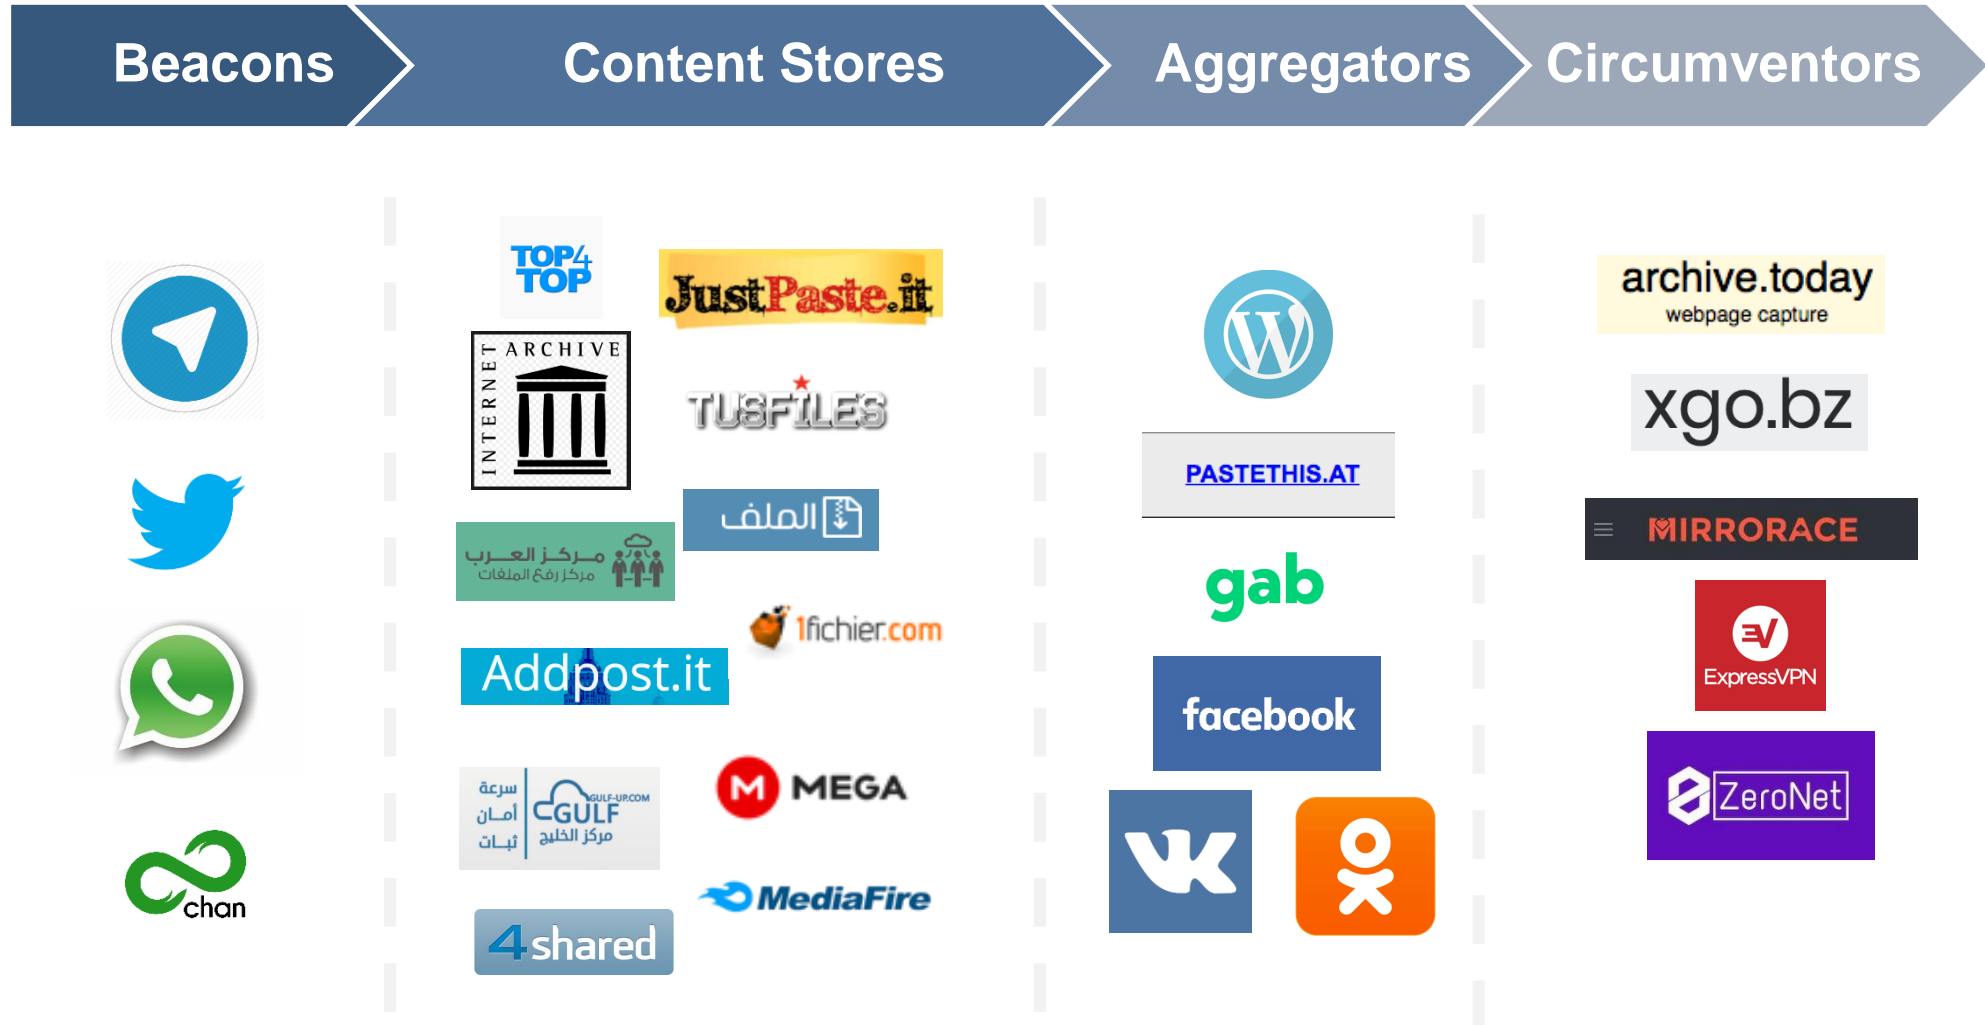 Beacons
Content Stores
Aggregators
Circumventors
chan
TOP4
TOP
JustPaste.it
INTERNET
ARCHIVE
TUSFILES
الملف
مركز العرب
مركز رفع الملفات
1fichier.com
Addpost.it
سرعة
أمان
ثبات
GULF-UP.COM
GULF
مركز الخليج
MEGA
MediaFire
4shared
W
PASTETHIS.AT
gab
facebook
archive.today
webpage capture
xgo.bz
MIRRORACE
ExpressVPN
ZeroNet